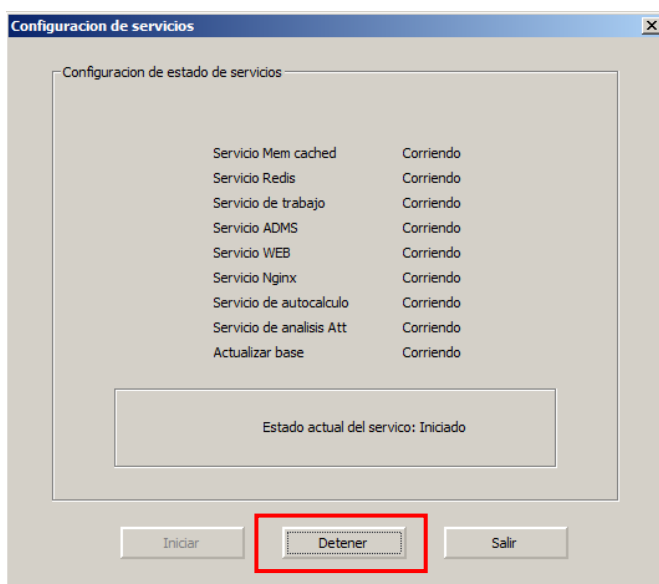 Configuracion de servicios
Configuracion de estado de servicios
Servicio Mem cached Corriendo
Servicio Redis Corriendo
Servicio de trabajo Corriendo
Servicio ADMS Corriendo
Servicio WEB Corriendo
Servicio Nginx Corriendo
Servicio de autocalculo Corriendo
Servicio de analisis Att Corriendo
Actualizar base Corriendo
Estado actual del servico: Iniciado
Iniciar Detener Salir